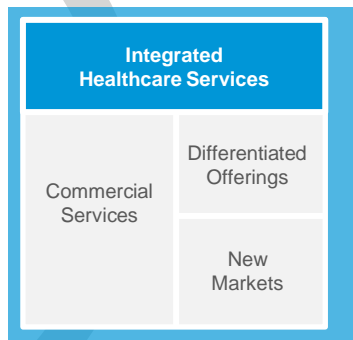 Integrated
Healthcare Services
Commercial
Services
Differentiated
Offerings
New
Markets